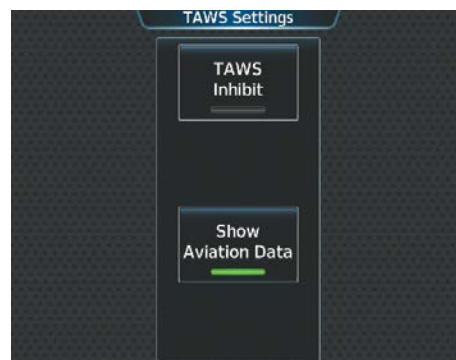 TAWS Settings
TAWS
Inhibit
Show
Aviation Data